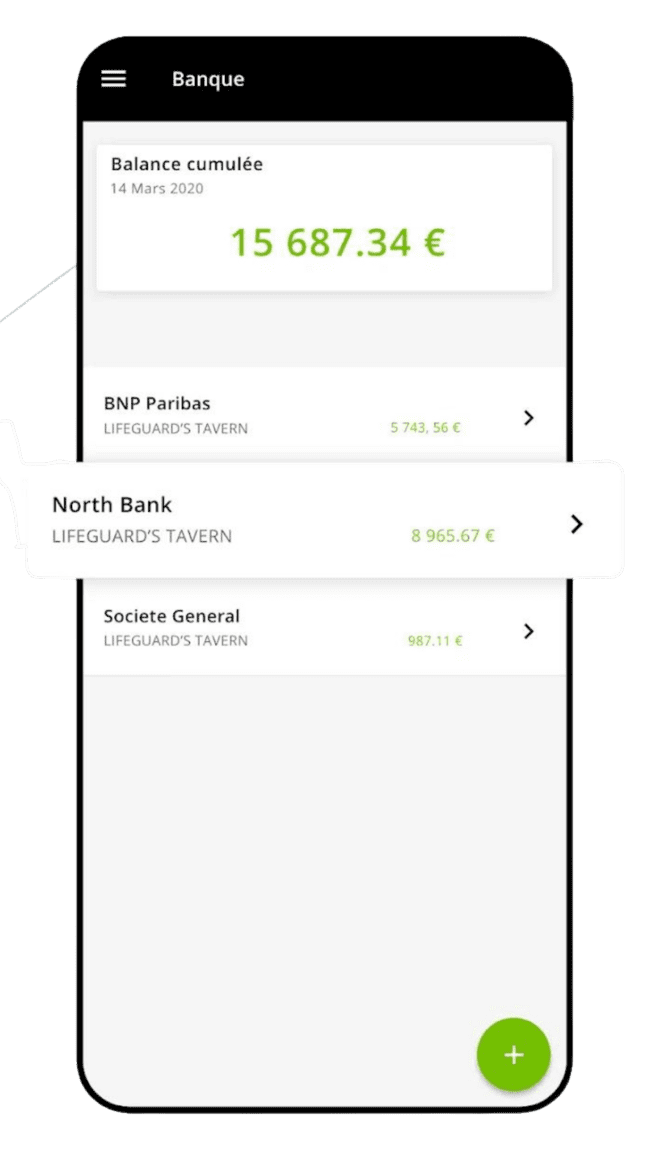 Banque
Balance cumulée
14 Mars 2020
15 687.34 €
BNP Paribas
LIFEGUARD'S TAVERN
5 743, 56 €
North Bank
LIFEGUARD'S TAVERN
8 965.67 €
Societe General
LIFEGUARD'S TAVERN
987.11 €
+